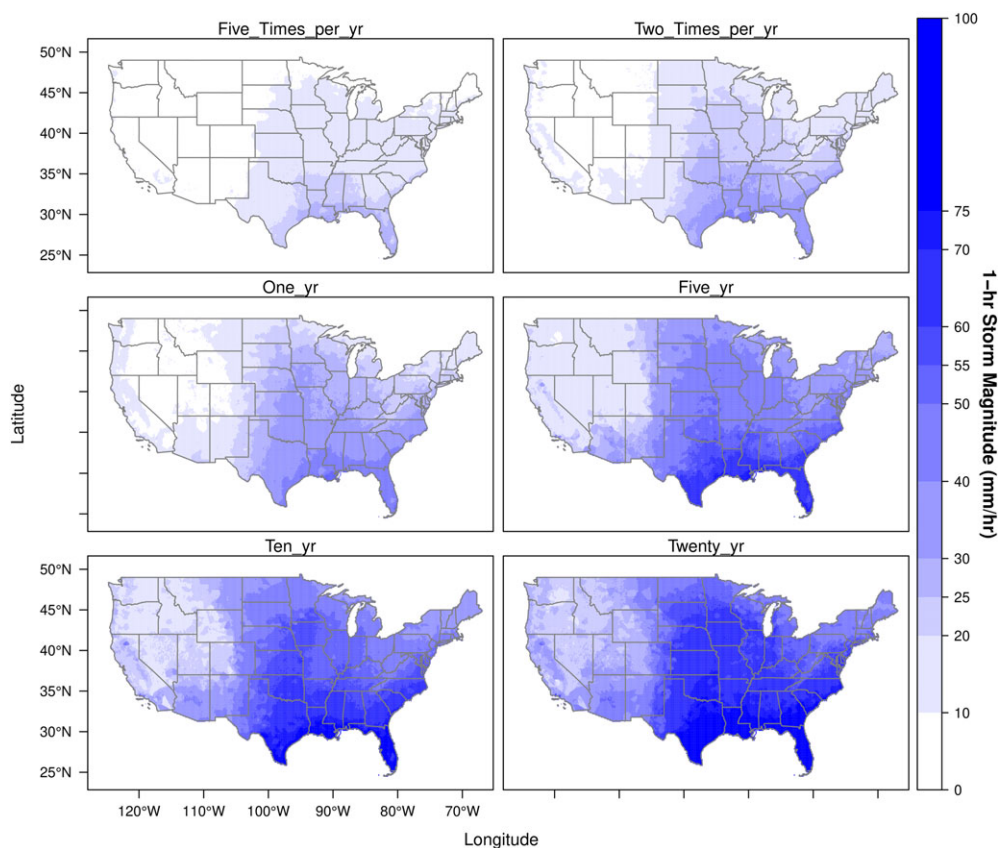 Five_Times_per_yr
Two_Times_per_yr
50°N
45°N
40°N
35°N
30°N
25°N
One_yr
Five_yr
Ten_yr
Twenty_yr
50°N
45°N
40°N
35°N
30°N
25°N
120°W 110°W 100°W 90°W 80°W 70°W
Longitude
Latitude
100
75
70
60
55
50
40
30
25
20
10
0
1-hr Storm Magnitude (mm/hr)